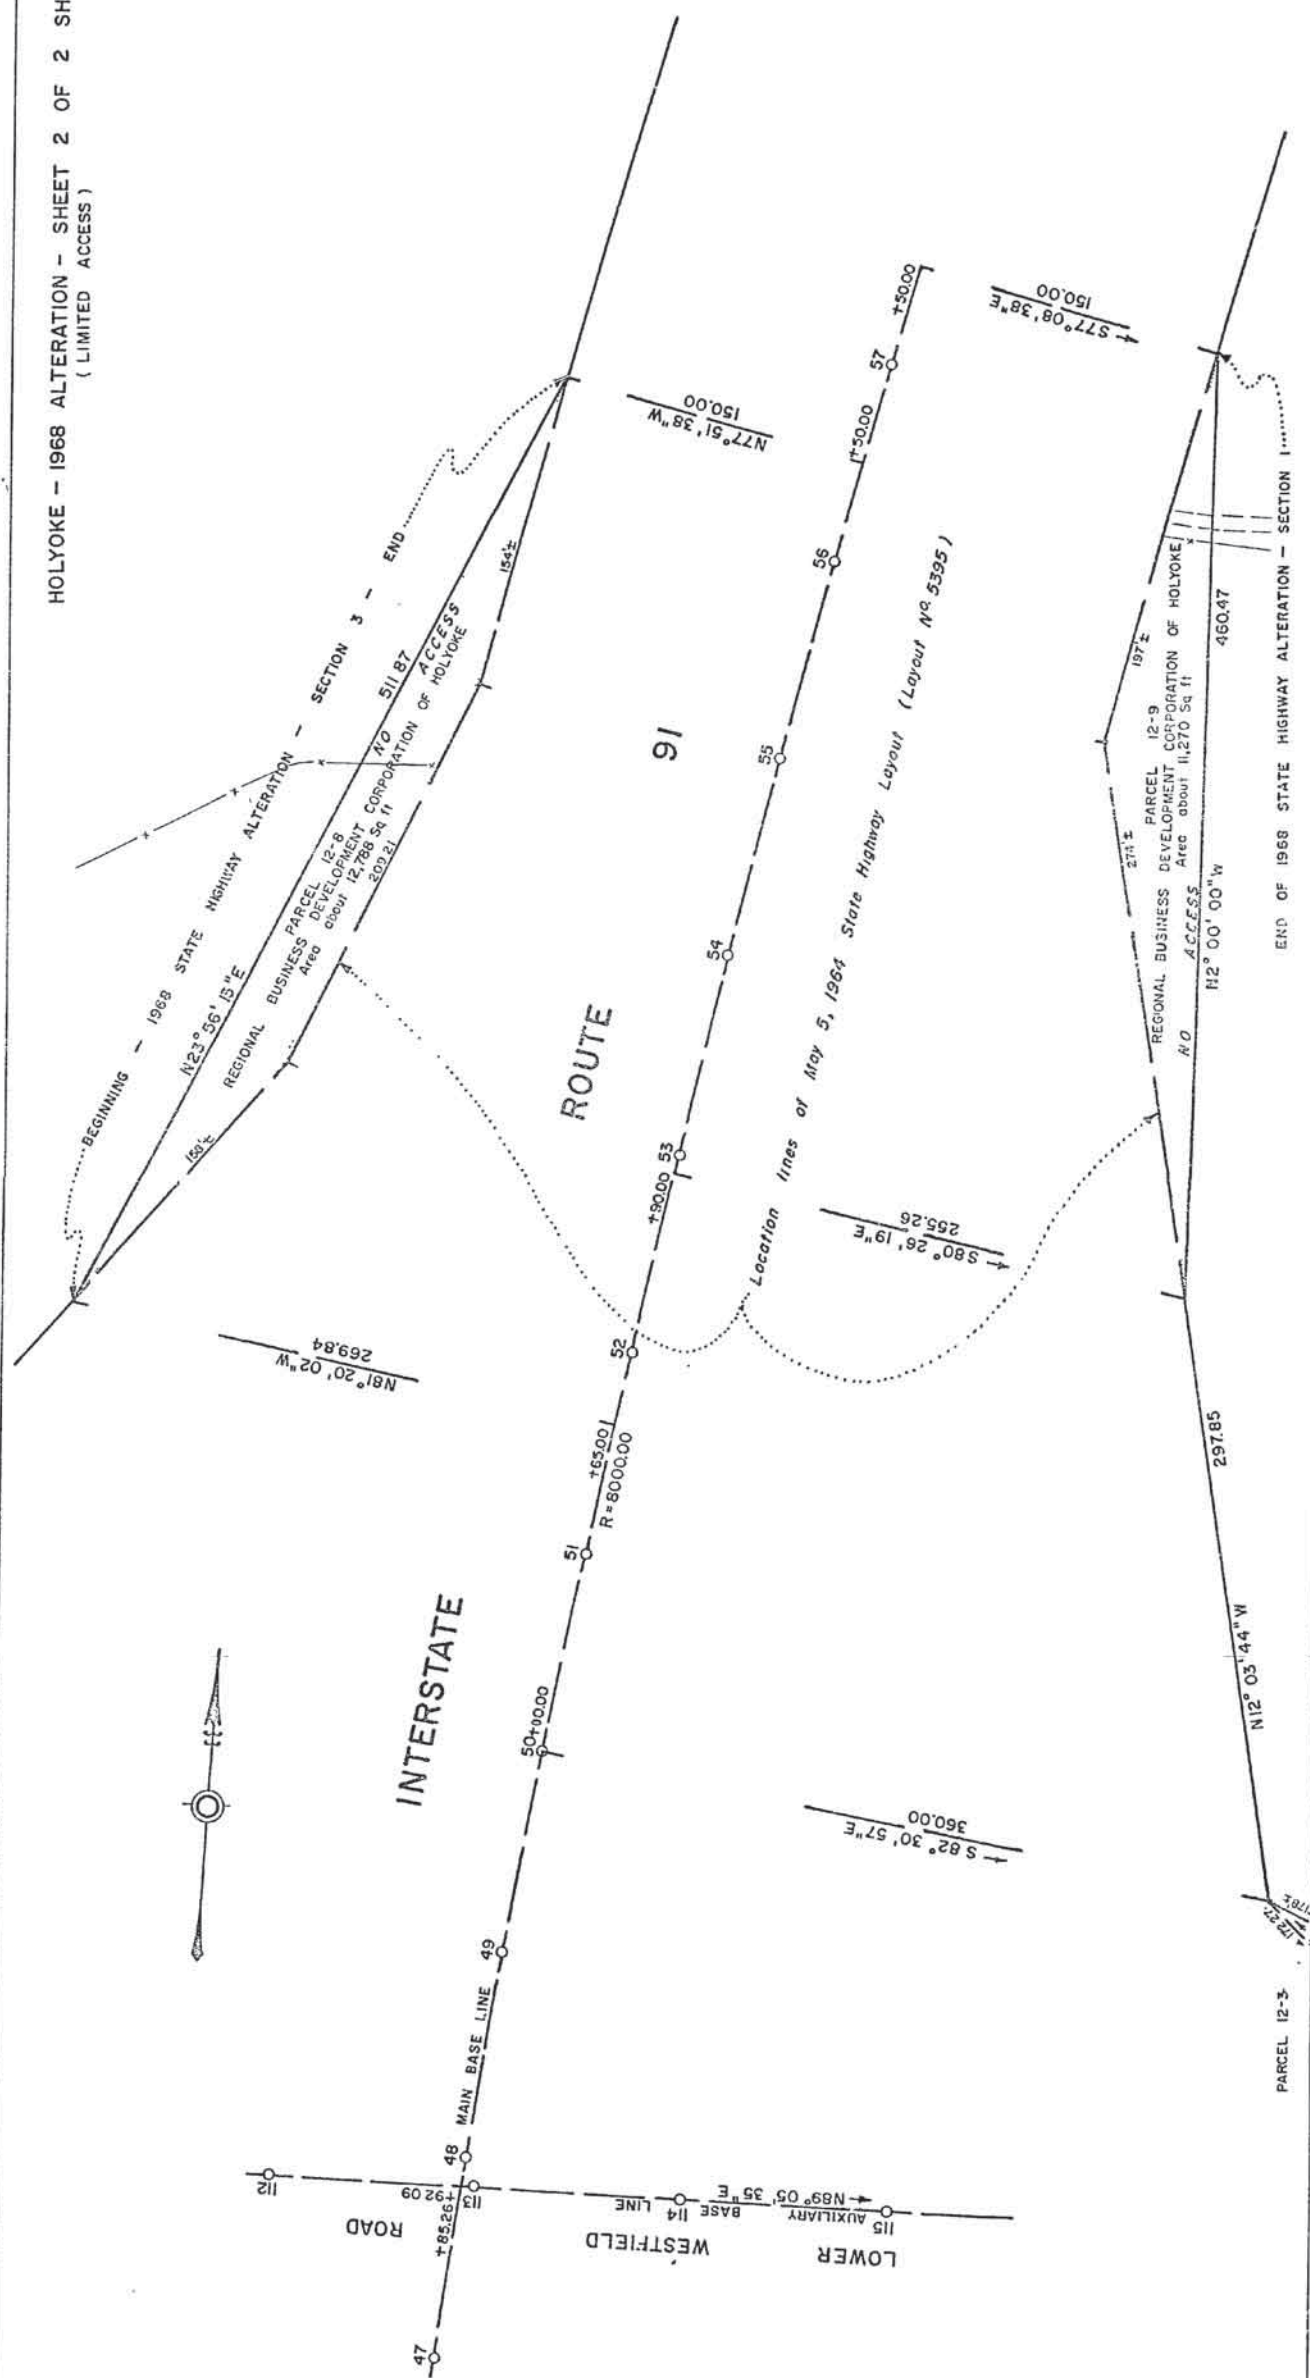 HOLYOKE – 1968 ALTERATION – SHEET 2 OF 2 SH
( LIMITED ACCESS )
BEGINNING – 1968 STATE HIGHWAY ALTERATION – SECTION 3 – END
N23° 56' 15"E
511 87
NO ACCESS
PARCEL 12-8
REGIONAL BUSINESS DEVELOPMENT CORPORATION OF HOLYOKE
Area about 12,788 Sq ft
209.21
154'±
N81° 20' 02"W
269.84
N77° 51' 38"W
150.00
INTERSTATE
ROUTE
91
47
+85.26
48
MAIN BASE LINE
49
50+00.00
51
+65.00
R=8000.00
52
+90.00
53
54
55
56
+50.00
57
+50.00
Location lines of May 5, 1964 State Highway Layout (Layout No. 5395)
S 82° 30' 57"E
360.00
S80° 26' 19"E
255.26
S77° 08' 38"E
150.00
112
+92.09
113
114
115
AUXILIARY BASE LINE
N89° 05' 35"E
LOWER
WESTFIELD
ROAD
274'±
197'±
PARCEL 12-9
REGIONAL BUSINESS DEVELOPMENT CORPORATION OF HOLYOKE
Area about 11,270 Sq ft
NO ACCESS
N2° 00' 00"W
460.47
297.85
N12° 03' 44"W
172.27
178'±
PARCEL 12-3
END OF 1968 STATE HIGHWAY ALTERATION – SECTION 1